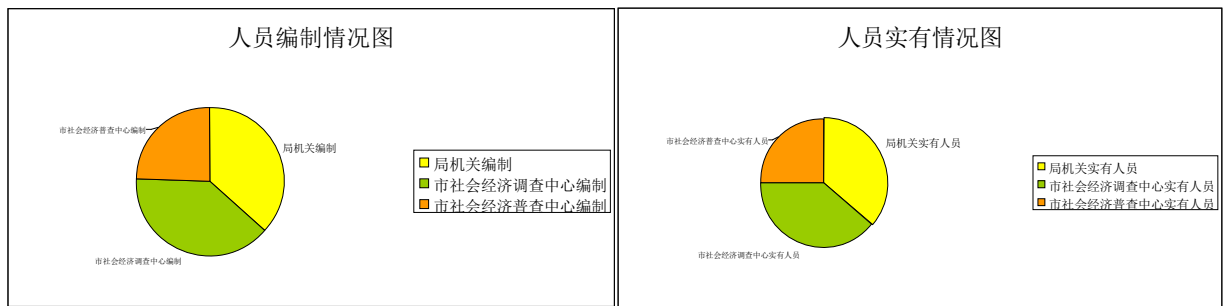 人员编制情况图
市社会经济普查中心编制
局机关编制
市社会经济调查中心编制
局机关编制
市社会经济调查中心编制
市社会经济普查中心编制
人员实有情况图
市社会经济普查中心实有人员
局机关实有人员
市社会经济调查中心实有人员
局机关实有人员
市社会经济调查中心实有人员
市社会经济普查中心实有人员